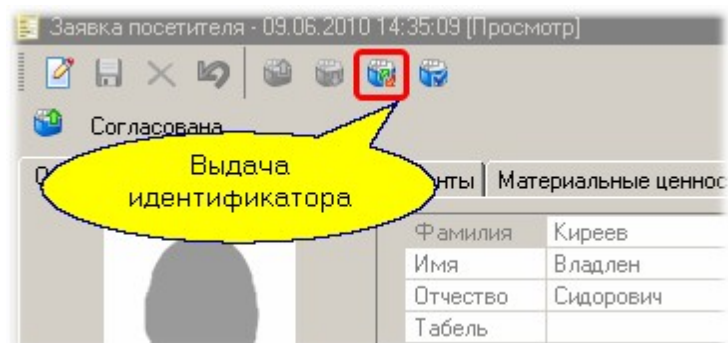 Заявка посетителя - 09.06.2010 14:35:09 [Просмотр]
Согласована
Выдача
идентификатора
Материальные ценнос
Фамилия Киреев
Имя Владлен
Отчество Сидорович
Табель